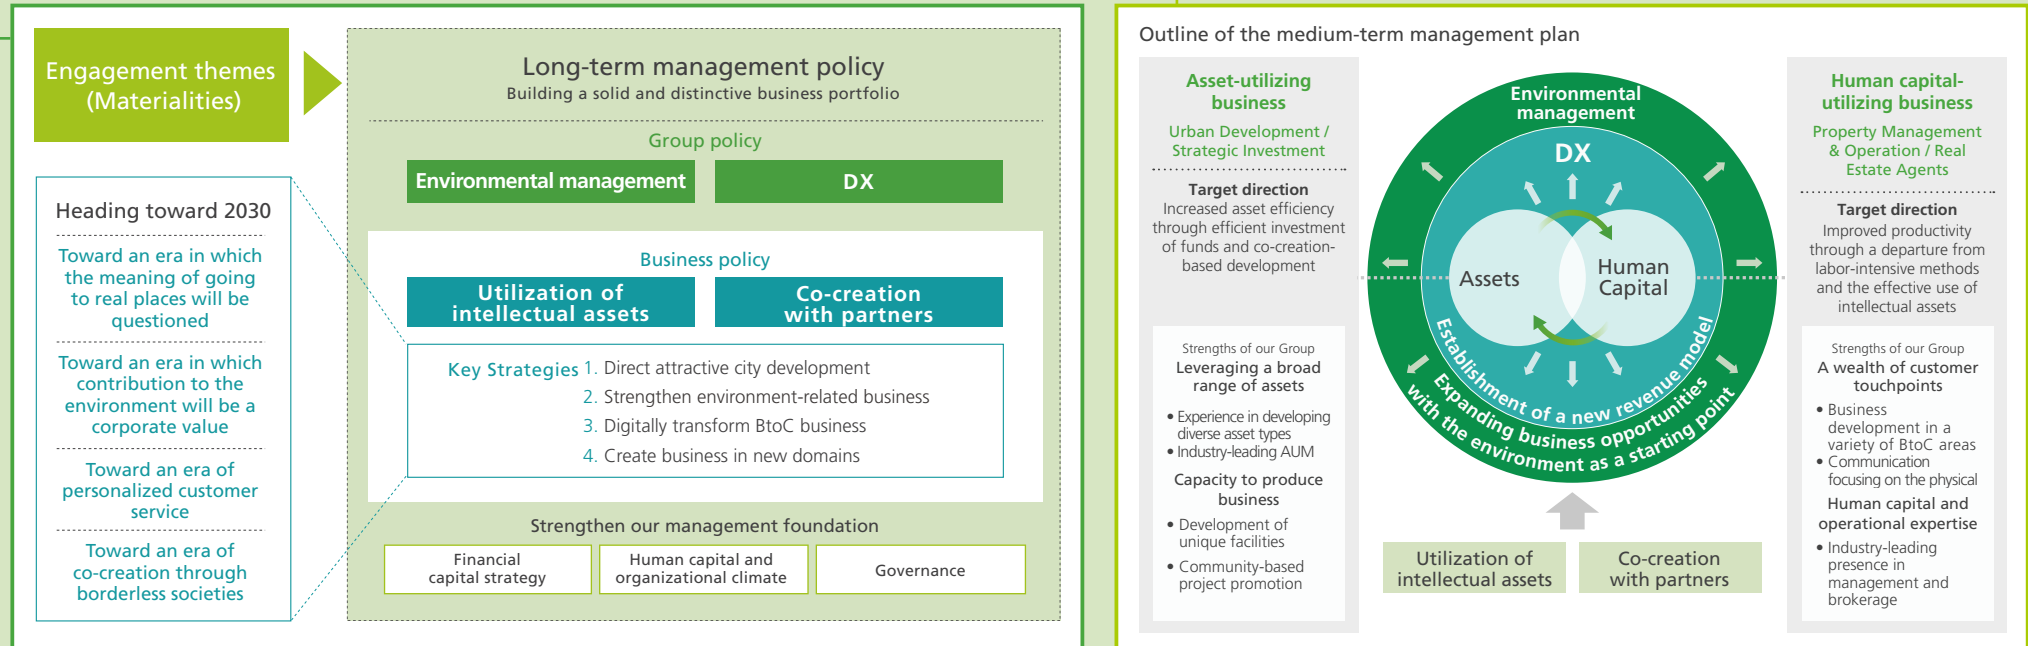 Engagement themes
(Materialities)
Heading toward 2030
Toward an era in which
the meaning of going
to real places will be
questioned
Toward an era in which
contribution to the
environment will be a
corporate value
Toward an era of
personalized customer
service
Toward an era of
co-creation through
borderless societies
Long-term management policy
Building a solid and distinctive business portfolio
Group policy
Environmental management
DX
Business policy
Utilization of
intellectual assets
Co-creation
with partners
Key Strategies
1. Direct attractive city development
2. Strengthen environment-related business
3. Digitally transform BtoC business
4. Create business in new domains
Strengthen our management foundation
Financial
capital strategy
Human capital and
organizational climate
Governance
Outline of the medium-term management plan
Asset-utilizing
business
Urban Development /
Strategic Investment
Target direction
Increased asset efficiency
through efficient investment
of funds and co-creation-
based development
Strengths of our Group
Leveraging a broad
range of assets
• Experience in developing
diverse asset types
• Industry-leading AUM
Capacity to produce
business
• Development of
unique facilities
• Community-based
project promotion
Environmental
management
DX
Assets
Human
Capital
Establishment of a new revenue model
Expanding business opportunities
with the environment as a starting point
Utilization of
intellectual assets
Co-creation
with partners
Human capital-
utilizing business
Property Management
& Operation / Real
Estate Agents
Target direction
Improved productivity
through a departure from
labor-intensive methods
and the effective use of
intellectual assets
Strengths of our Group
A wealth of customer
touchpoints
• Business
development in a
variety of BtoC areas
• Communication
focusing on the physical
Human capital and
operational expertise
• Industry-leading
presence in
management and
brokerage